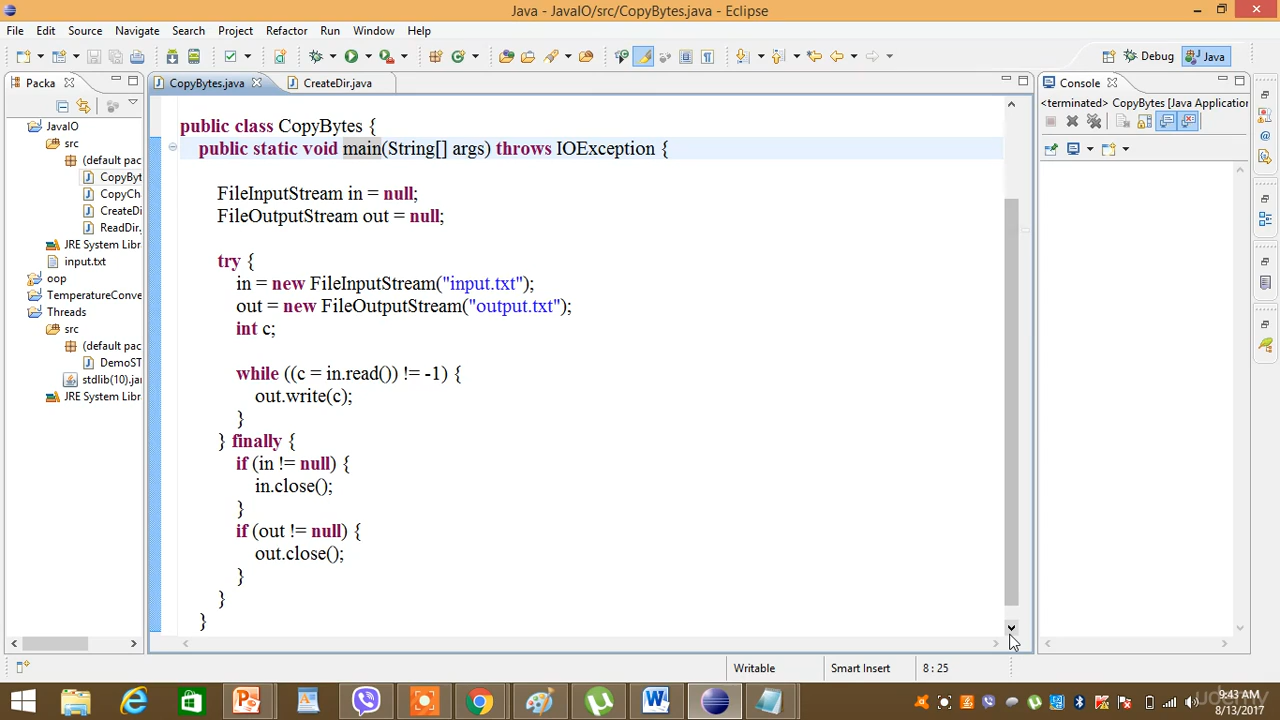 Java - JavaIO/src/CopyBytes.java - Eclipse
File Edit Source Navigate Search Project Refactor Run Window Help
Debug Java
Packa
CopyBytes.java
CreateDir.java
Console
JavaIO
src
(default pac
CopyByt
CopyCh
CreateDi
ReadDir.
JRE System Libr
input.txt
oop
TemperatureConve
Threads
src
(default pac
DemoST
stdlib(10).jar
JRE System Libr
public class CopyBytes {
public static void main(String[] args) throws IOException {
FileInputStream in = null;
FileOutputStream out = null;
try {
in = new FileInputStream("input.txt");
out = new FileOutputStream("output.txt");
int c;
while ((c = in.read()) != -1) {
out.write(c);
}
} finally {
if (in != null) {
in.close();
}
if (out != null) {
out.close();
}
}
}
<terminated> CopyBytes [Java Application
Writable
Smart Insert
8 : 25
9:43 AM
8/13/2017
udemy